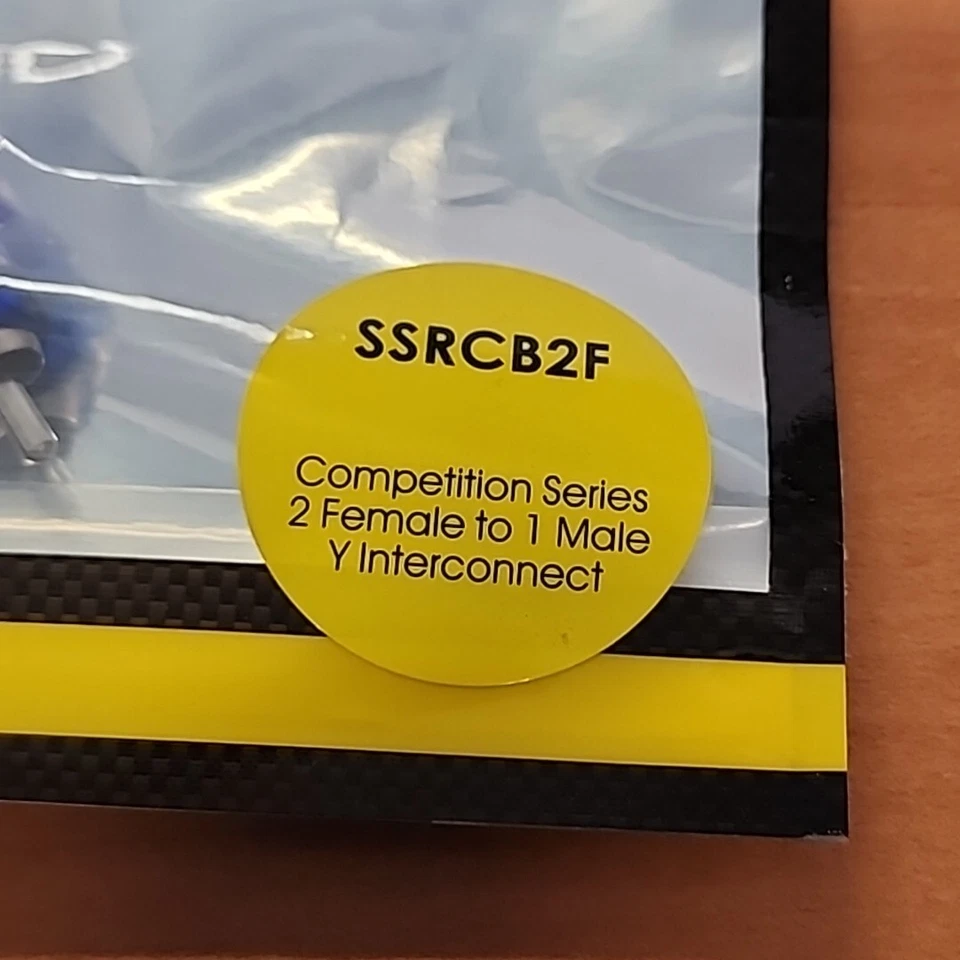 SSRCB2F
Competition Series
2 Female to 1 Male
Y Interconnect